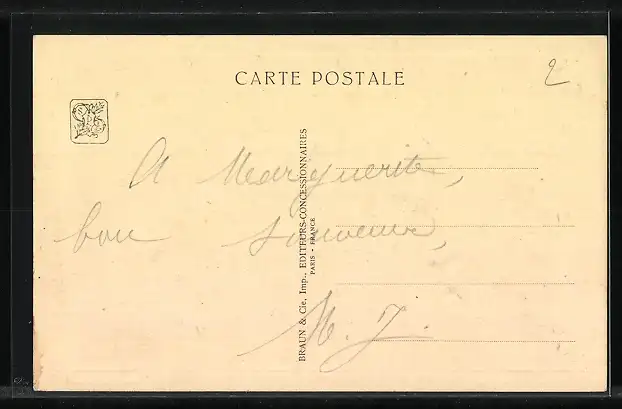 CARTE POSTALE
2
A Marguerite,
bon souvenir,
M. J.
BRAUN & Cie, Imp., EDITEURS-CONCESSIONNAIRES
PARIS - FRANCE